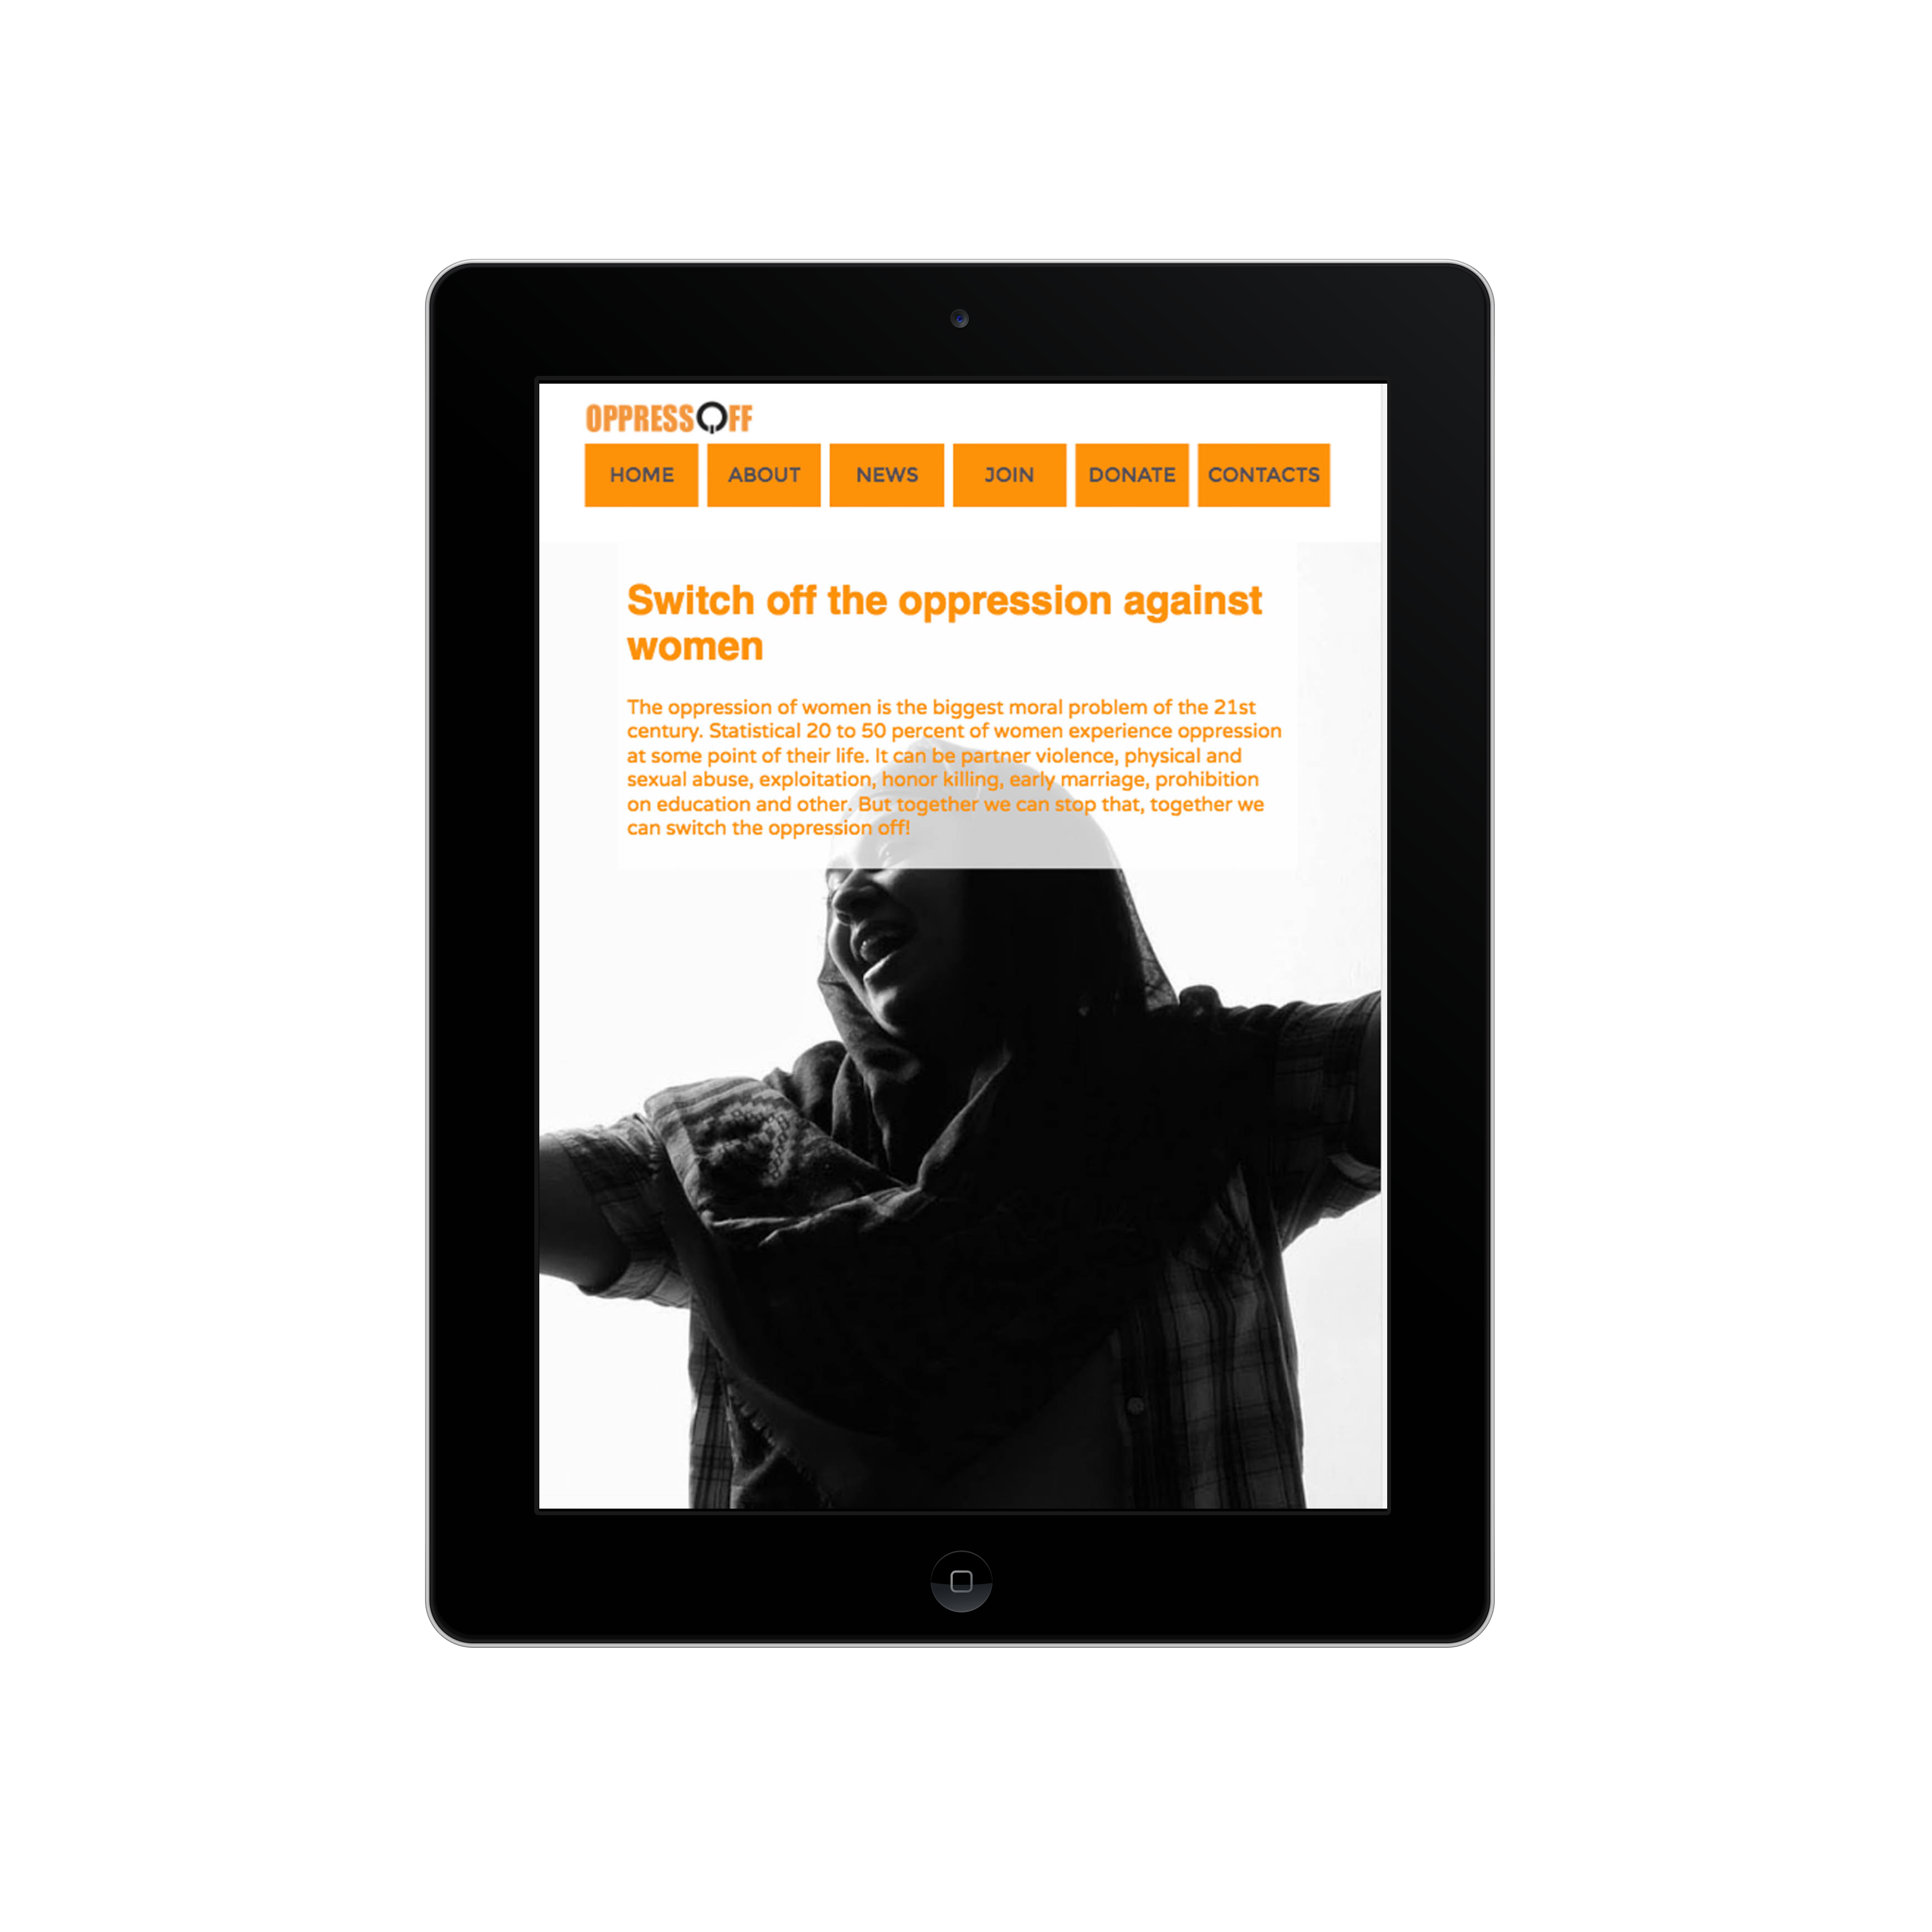 OPPRESSOFF
HOME ABOUT NEWS JOIN DONATE CONTACTS
Switch off the oppression against
women
The oppression of women is the biggest moral problem of the 21st
century. Statistical 20 to 50 percent of women experience oppression
at some point of their life. It can be partner violence, physical and
sexual abuse, exploitation, honor killing, early marriage, prohibition
on education and other. But together we can stop that, together we
can switch the oppression off!